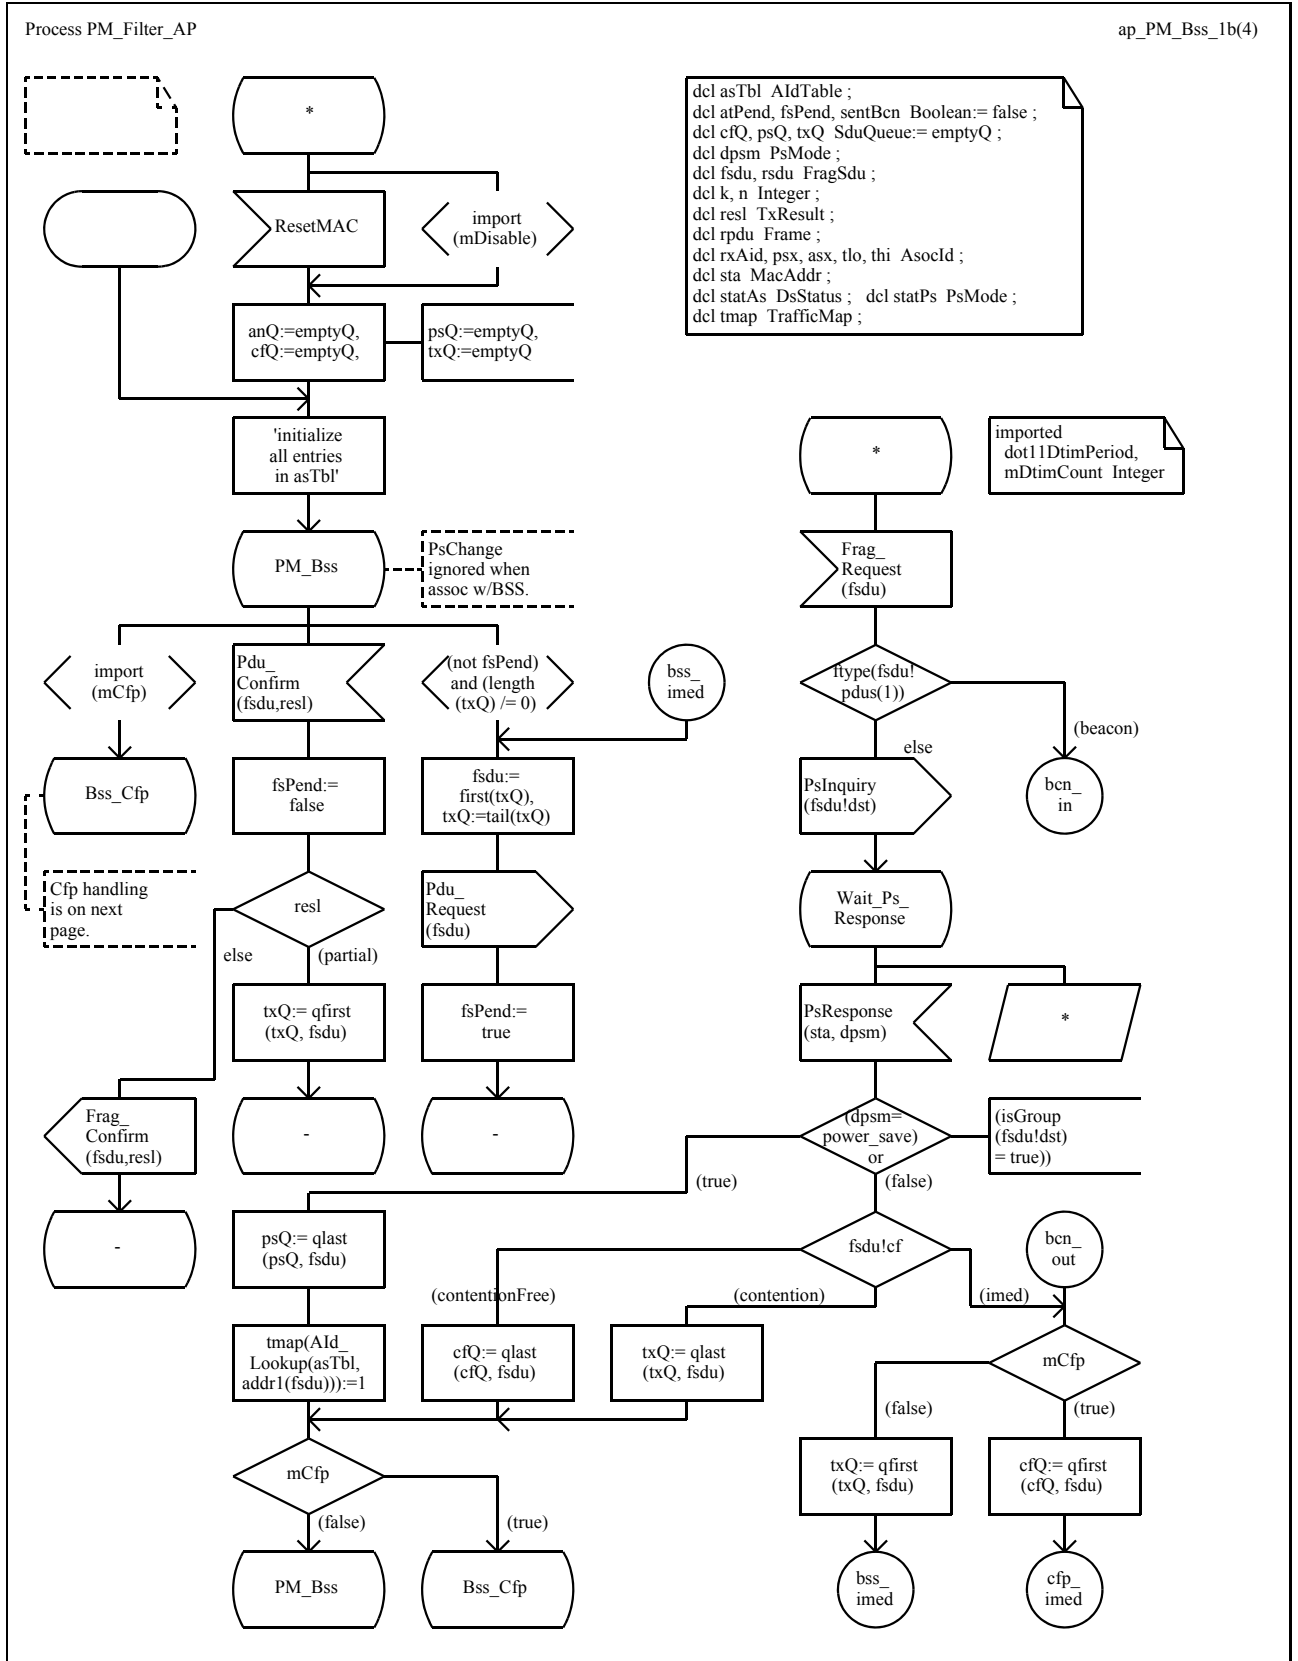 Process PM_Filter_AP
ap_PM_Bss_1b(4)
*
dcl asTbl AIdTable ;
dcl atPend, fsPend, sentBcn Boolean:= false ;
dcl cfQ, psQ, txQ SduQueue:= emptyQ ;
dcl dpsm PsMode ;
dcl fsdu, rsdu FragSdu ;
dcl k, n Integer ;
dcl resl TxResult ;
dcl rpdu Frame ;
dcl rxAid, psx, asx, tlo, thi AsocId ;
dcl sta MacAddr ;
dcl statAs DsStatus ; dcl statPs PsMode ;
dcl tmap TrafficMap ;
ResetMAC
import
(mDisable)
anQ:=emptyQ,
cfQ:=emptyQ,
psQ:=emptyQ,
txQ:=emptyQ
'initialize
all entries
in asTbl'
PM_Bss
PsChange
ignored when
assoc w/BSS.
import
(mCfp)
Pdu_
Confirm
(fsdu,resl)
(not fsPend)
and (length
(txQ) /= 0)
bss_
imed
Bss_Cfp
fsPend:=
false
fsdu:=
first(txQ),
txQ:=tail(txQ)
Cfp handling
is on next
page.
resl
Pdu_
Request
(fsdu)
else
(partial)
txQ:= qfirst
(txQ, fsdu)
fsPend:=
true
Frag_
Confirm
(fsdu,resl)
-
-
-
*
imported
dot11DtimPeriod,
mDtimCount Integer
Frag_
Request
(fsdu)
ftype(fsdu!
pdus(1))
(beacon)
else
PsInquiry
(fsdu!dst)
bcn_
in
Wait_Ps_
Response
PsResponse
(sta, dpsm)
*
(dpsm=
power_save)
or
(isGroup
(fsdu!dst)
= true))
(true)
(false)
psQ:= qlast
(psQ, fsdu)
fsdu!cf
bcn_
out
(contentionFree)
(contention)
(imed)
tmap(AId_
Lookup(asTbl,
addr1(fsdu))):=1
cfQ:= qlast
(cfQ, fsdu)
txQ:= qlast
(txQ, fsdu)
mCfp
(false)
(true)
mCfp
(false)
(true)
txQ:= qfirst
(txQ, fsdu)
cfQ:= qfirst
(cfQ, fsdu)
PM_Bss
Bss_Cfp
bss_
imed
cfp_
imed